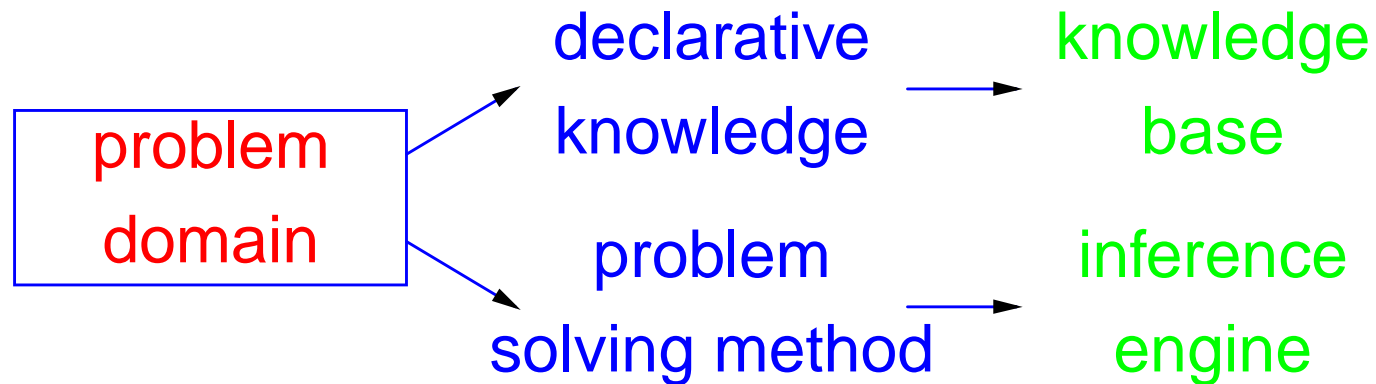 problem
domain
declarative
knowledge
knowledge
base
problem
solving method
inference
engine